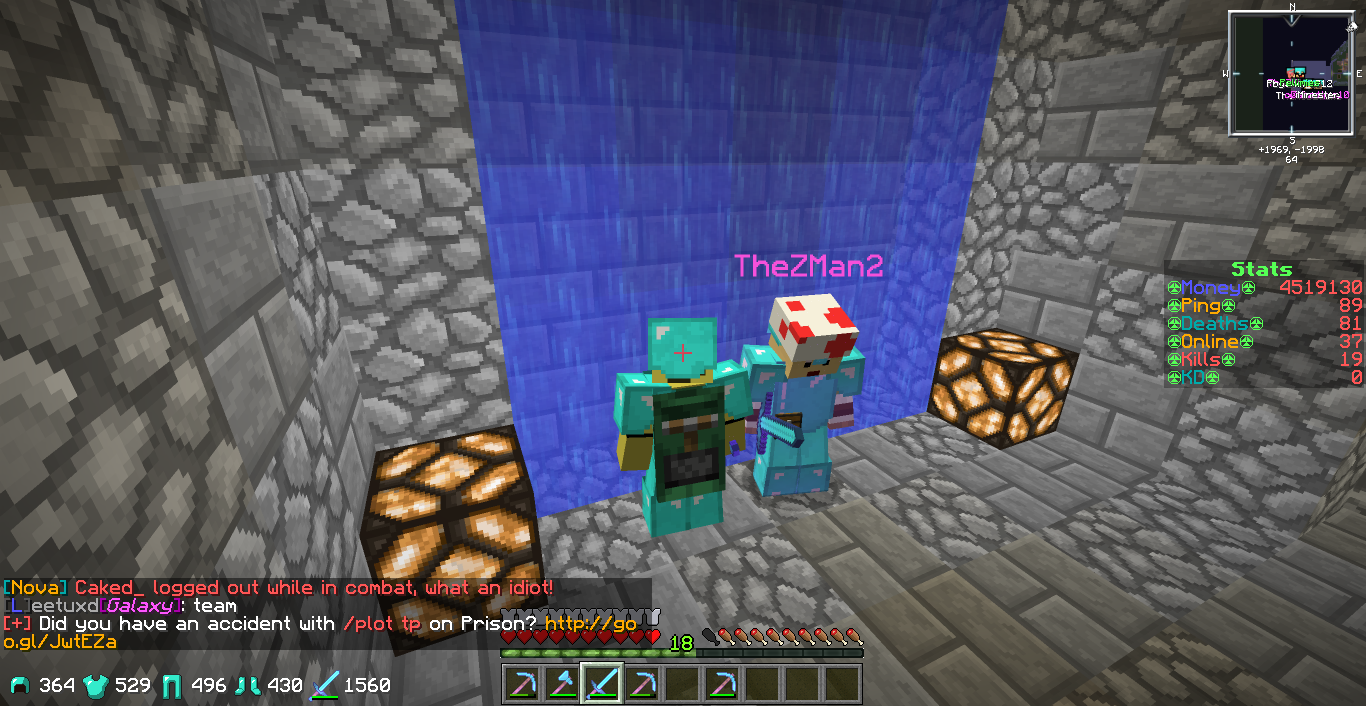 N
W
E
S
+1969, -1998
64
TheZMan2
Stats
Money 4519130
Ping 89
Deaths 81
Online 37
Kills 19
KD 0
[Nova] Caked_ logged out while in combat, what an idiot!
[L]eetuxd[Galaxy]: team
[+] Did you have an accident with /plot tp on Prison? http://go
o.gl/JwtEZa
18
364 529 496 430 1560